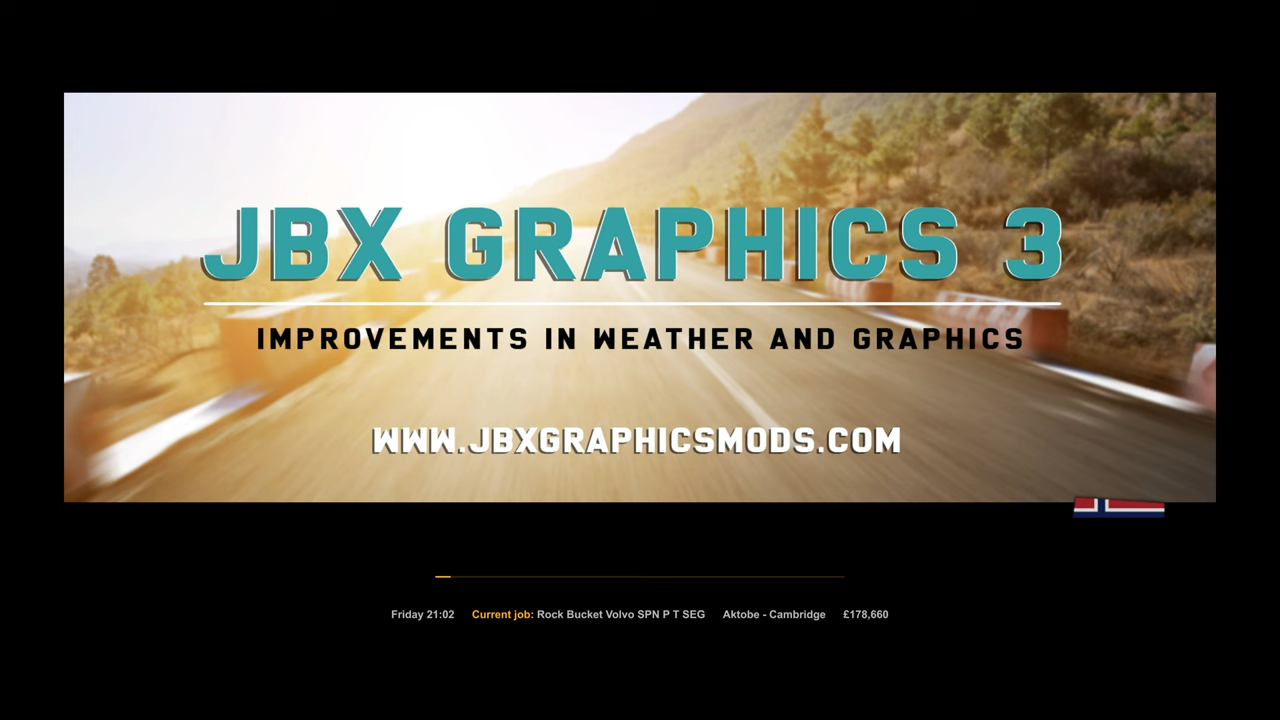 JBX GRAPHICS 3
IMPROVEMENTS IN WEATHER AND GRAPHICS
WWW.JBXGRAPHICSMODS.COM
Friday 21:02 Current job: Rock Bucket Volvo SPN P T SEG Aktobe - Cambridge £178,660